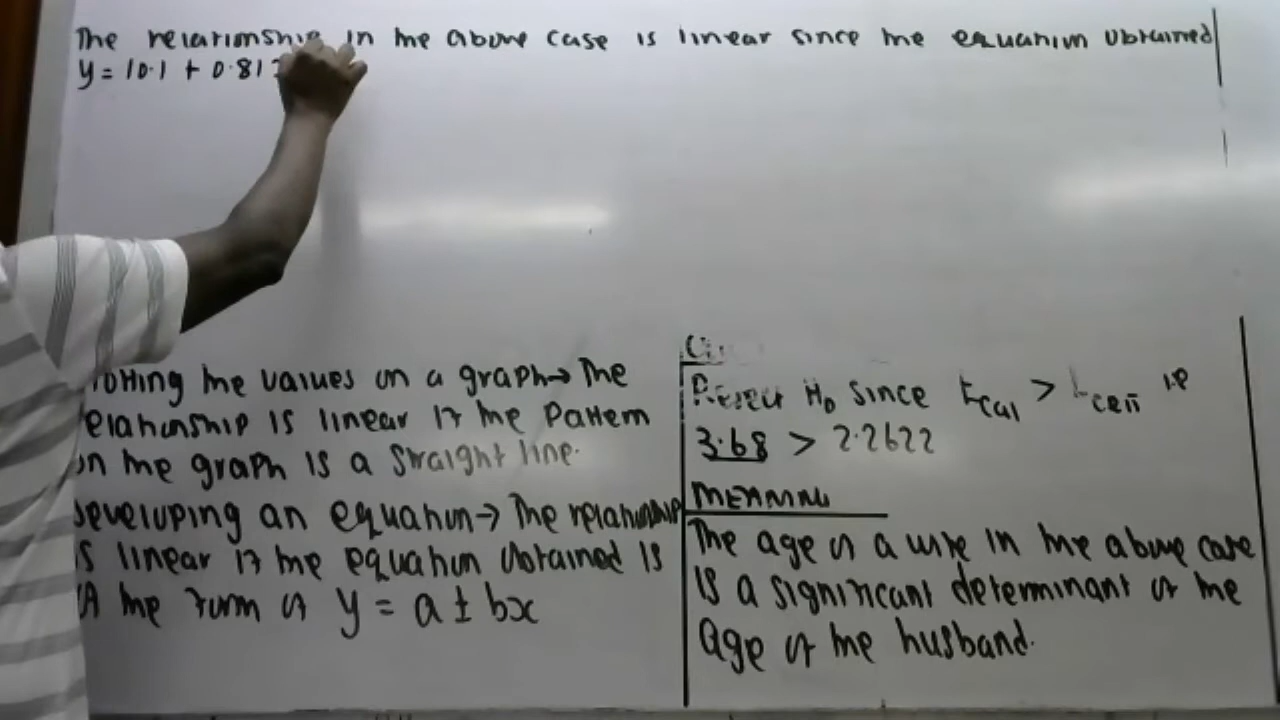 The relationship in the above case is linear since the equation obtained
y = 10.1 + 0.81
Plotting the values on a graph → The
relationship is linear if the pattern
on the graph is a straight line.
Developing an equation → The relationship
is linear if the equation obtained is
the form of y = a ± bx
Reject H0 since tcal > tcrit ie
3.68 > 2.2622
MEANING
The age of a wife in the above case
is a significant determinant of the
age of the husband.